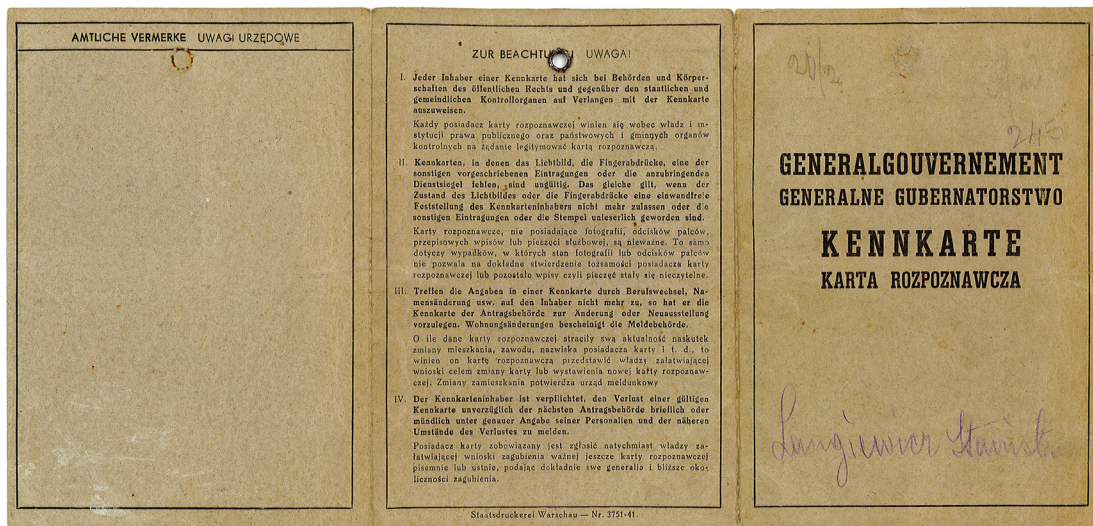 AMTLICHE VERMERKE UWAGI URZĘDOWE
ZUR BEACHTUNG UWAGA!
I. Jeder Inhaber einer Kennkarte hat sich bei Behörden und Körper-
schaften des öffentlichen Rechts und gegenüber den staatlichen und
gemeindlichen Kontrollorganen auf Verlangen mit der Kennkarte
auszuweisen.
Każdy posiadacz karty rozpoznawczej winien się wobec władz i in-
stytucji prawa publicznego oraz państwowych i gminnych organów
kontrolnych na żądanie legitymować kartą rozpoznawczą.
II. Kennkarten, in denen das Lichtbild, die Fingerabdrücke, eine der
sonstigen vorgeschriebenen Eintragungen oder die anzubringenden
Dienstsiegel fehlen, sind ungültig. Das gleiche gilt, wenn der
Zustand des Lichtbildes oder die Fingerabdrücke eine einwandfreie
Feststellung des Kennkarteninhabers nicht mehr zulassen oder die
sonstigen Eintragungen oder die Stempel unleserlich geworden sind.
Karty rozpoznawcze, nie posiadające fotografii, odcisków palców,
przepisowych wpisów lub pieczęci służbowej, są nieważne. To samo
dotyczy wypadków, w których stan fotografii lub odcisków palców
nie pozwala na dokładne stwierdzenie tożsamości posiadacza karty
rozpoznawczej lub pozostałe wpisy czyli pieczęć stały się nieczytelne.
III. Treffen die Angaben in einer Kennkarte durch Berufswechsel, Na-
mensänderung usw. auf den Inhaber nicht mehr zu, so hat er die
Kennkarte der Antragsbehörde zur Änderung oder Neuausstellung
vorzulegen. Wohnungsänderungen bescheinigt die Meldebehörde.
O ile dane karty rozpoznawczej straciły swą aktualność naskutek
zmiany mieszkania, zawodu, nazwiska posiadacza karty i t. d., to
winien on kartę rozpoznawczą przedstawić władzy załatwiającej
wnioski celem zmiany karty lub wystawienia nowej karty rozpoznaw-
czej. Zmiany zamieszkania potwierdza urząd meldunkowy
IV. Der Kennkarteninhaber ist verpflichtet, den Verlust einer gültigen
Kennkarte unverzüglich der nächsten Antragsbehörde brieflich oder
mündlich unter genauer Angabe seiner Personalien und der näheren
Umstände des Verlustes zu melden.
Posiadacz karty zobowiązany jest zgłosić natychmiast władzy za-
łatwiającej wnioski zagubienia ważnej jeszcze karty rozpoznawczej
pisemnie lub ustnie, podając dokładnie swe generalia i bliższe oko-
liczności zagubienia.
Staatsdruckerei Warschau — Nr. 3751-41.
GENERALGOUVERNEMENT
GENERALNE GUBERNATORSTWO
KENNKARTE
KARTA ROZPOZNAWCZA
Langiewicz